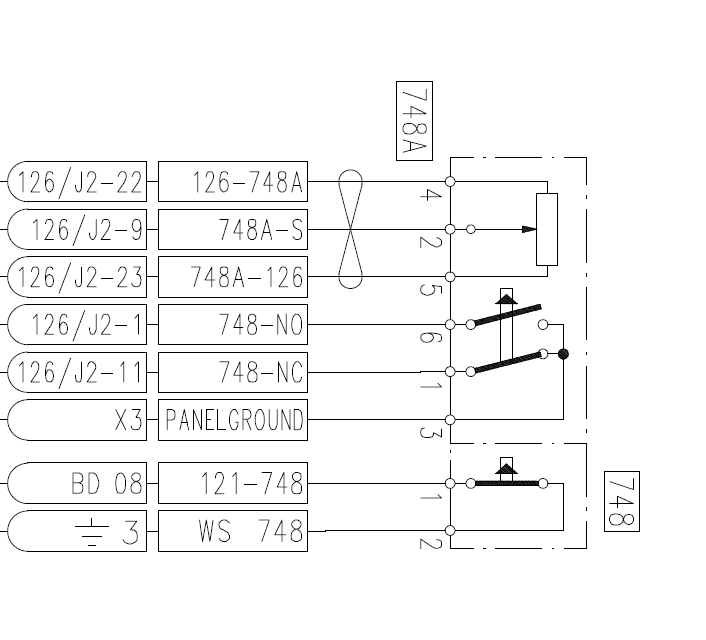 748A
126/J2-22 126-748A 4
126/J2-9 748A-S 2
126/J2-23 748A-126 5
126/J2-1 748-NO 6
126/J2-11 748-NC 1
X3 PANELGROUND 3
BD 08 121-748 1
748
3 WS 748 2